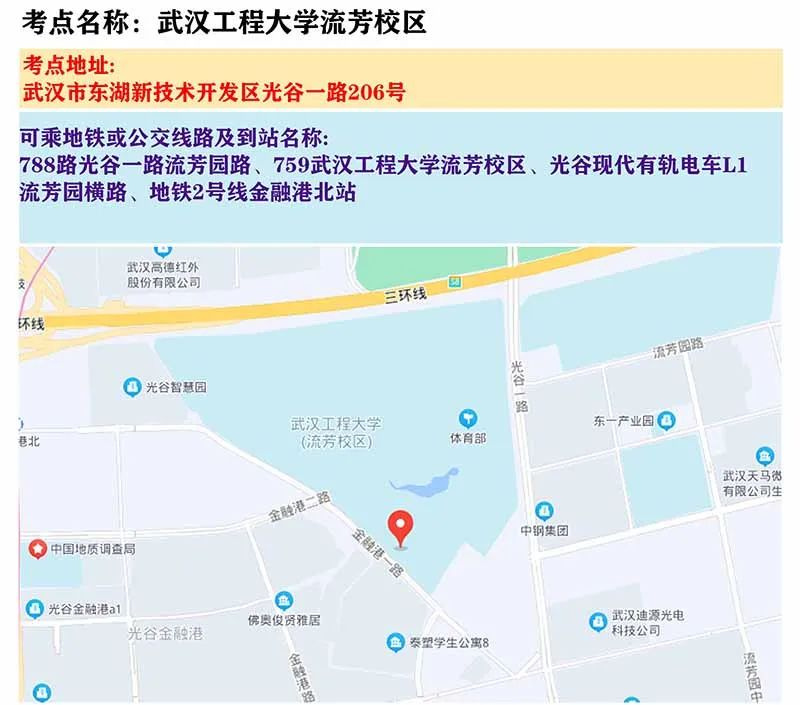 考点名称：武汉工程大学流芳校区
考点地址:
武汉市东湖新技术开发区光谷一路206号
可乘地铁或公交线路及到站名称:
788路光谷一路流芳园路、759武汉工程大学流芳校区、光谷现代有轨电车L1
流芳园横路、地铁2号线金融港北站
武汉高德红外
股份有限公司
三环线
环线
光谷一路
流芳园路
光谷智慧园
武汉工程大学
(流芳校区)
体育部
东一产业园
港北
武汉天马微
有限公司生
金融港二路
中钢集团
金融港一路
中国地质调查局
光谷金融港a1
佛奥俊贤雅居
武汉迪源光电
科技公司
光谷金融港
泰塑学生公寓8
金融港路
流芳园中